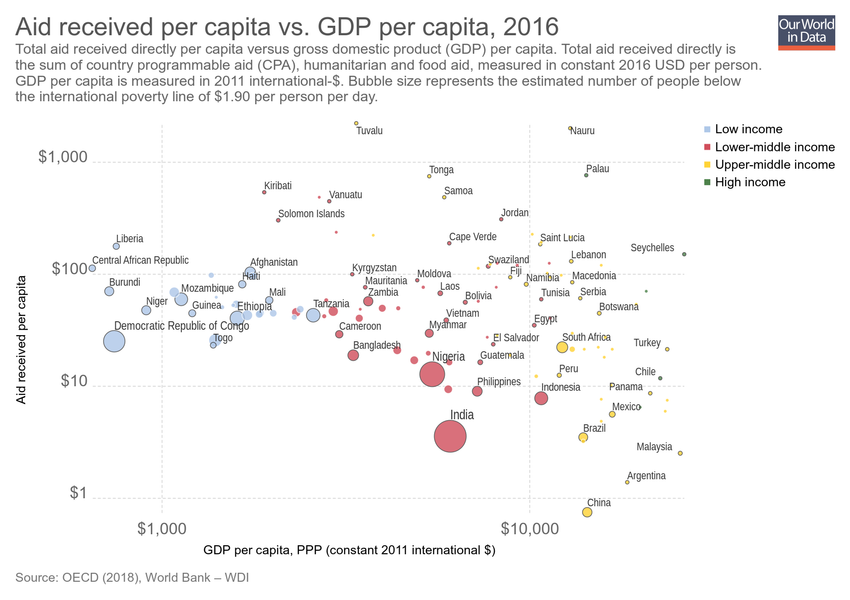 Aid received per capita vs. GDP per capita, 2016
Our World
in Data
Total aid received directly per capita versus gross domestic product (GDP) per capita. Total aid received directly is
the sum of country programmable aid (CPA), humanitarian and food aid, measured in constant 2016 USD per person.
GDP per capita is measured in 2011 international-$. Bubble size represents the estimated number of people below
the international poverty line of $1.90 per person per day.
Low income
Lower-middle income
Upper-middle income
High income
Tuvalu
Nauru
$1,000
Tonga
Palau
Kiribati
Samoa
Vanuatu
Solomon Islands
Jordan
Liberia
Cape Verde
Saint Lucia
Seychelles
Central African Republic
Afghanistan
Swaziland
Lebanon
$100
Haiti
Kyrgyzstan
Moldova
Fiji
Burundi
Mozambique
Mali
Mauritania
Laos
Namibia
Macedonia
Niger
Guinea
Ethiopia
Tanzania
Zambia
Bolivia
Tunisia
Serbia
Botswana
Democratic Republic of Congo
Togo
Cameroon
Vietnam
Myanmar
Egypt
Bangladesh
El Salvador
South Africa
Turkey
Nigeria
Guatemala
Peru
Chile
$10
Philippines
Indonesia
Panama
India
Mexico
Brazil
Malaysia
Argentina
$1
China
Aid received per capita
$1,000
$10,000
GDP per capita, PPP (constant 2011 international $)
Source: OECD (2018), World Bank – WDI